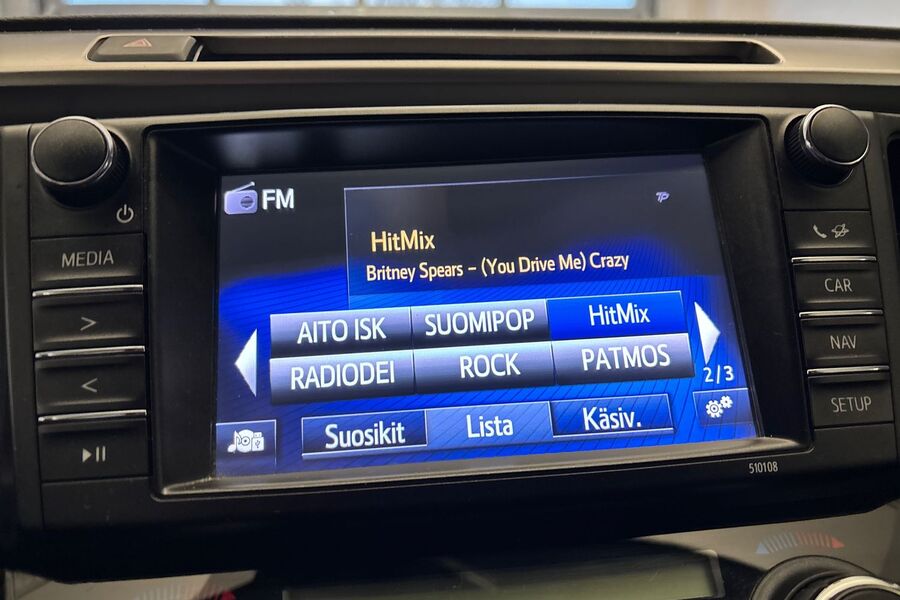 FM
TP
HitMix
Britney Spears – (You Drive Me) Crazy
AITO ISK SUOMIPOP HitMix
RADIODEI ROCK PATMOS
2/3
Suosikit Lista Käsiv.
MEDIA
>
<
CAR
NAV
SETUP
510108